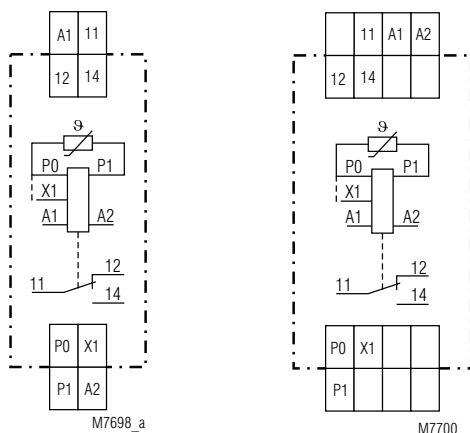 A1 11
12 14
ϑ
P0 P1
X1
A1 A2
12
11
14
P0 X1
P1 A2
M7698_a
11 A1 A2
12 14
ϑ
P0 P1
X1
A1 A2
12
11
14
P0 X1
P1
M7700